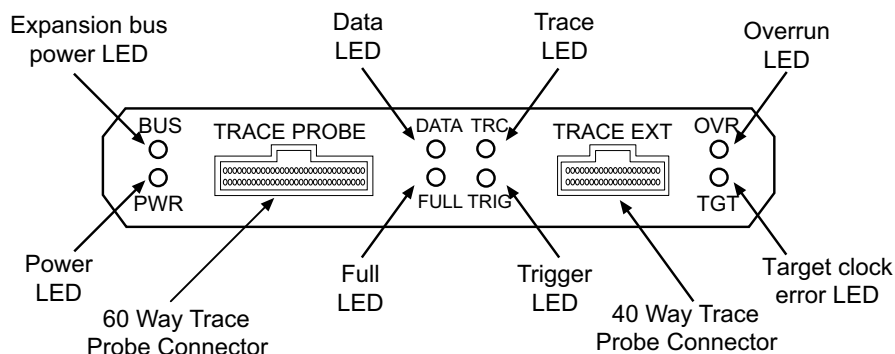 Expansion bus
power LED
Data
LED
Trace
LED
Overrun
LED
BUS
TRACE PROBE
DATA
TRC
TRACE EXT
OVR
PWR
FULL
TRIG
TGT
Power
LED
60 Way Trace
Probe Connector
Full
LED
Trigger
LED
40 Way Trace
Probe Connector
Target clock
error LED